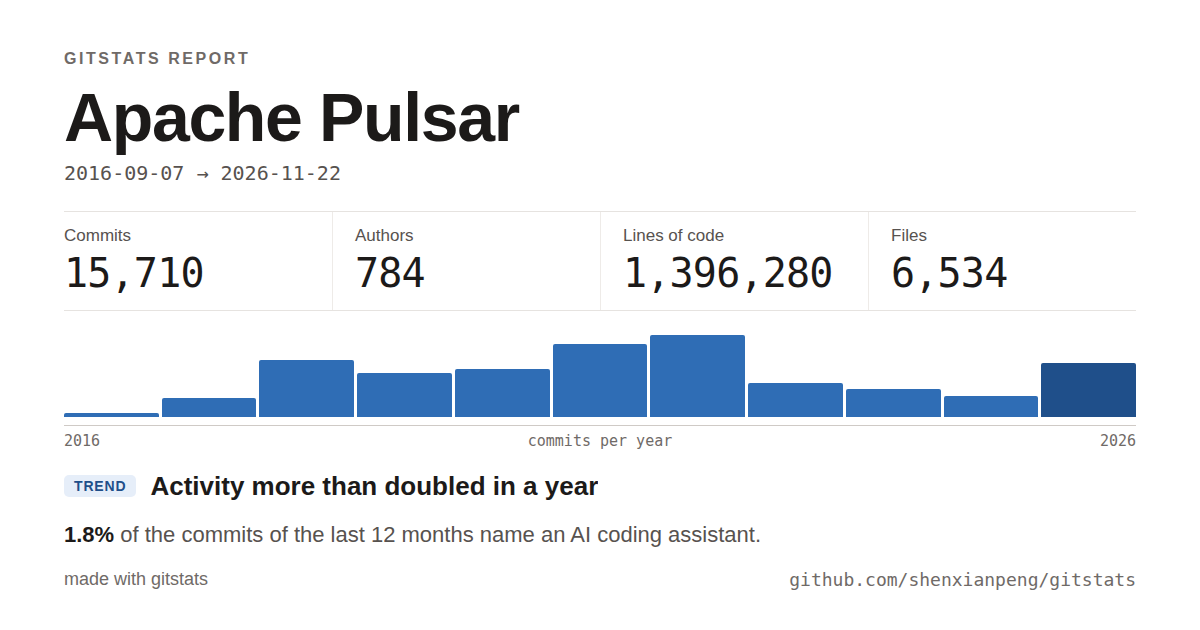 GITSTATS REPORT
Apache Pulsar
2016-09-07 → 2026-11-22
Commits
15,710
Authors
784
Lines of code
1,396,280
Files
6,534
2016
commits per year
2026
TREND
Activity more than doubled in a year
1.8% of the commits of the last 12 months name an AI coding assistant.
made with gitstats
github.com/shenxianpeng/gitstats